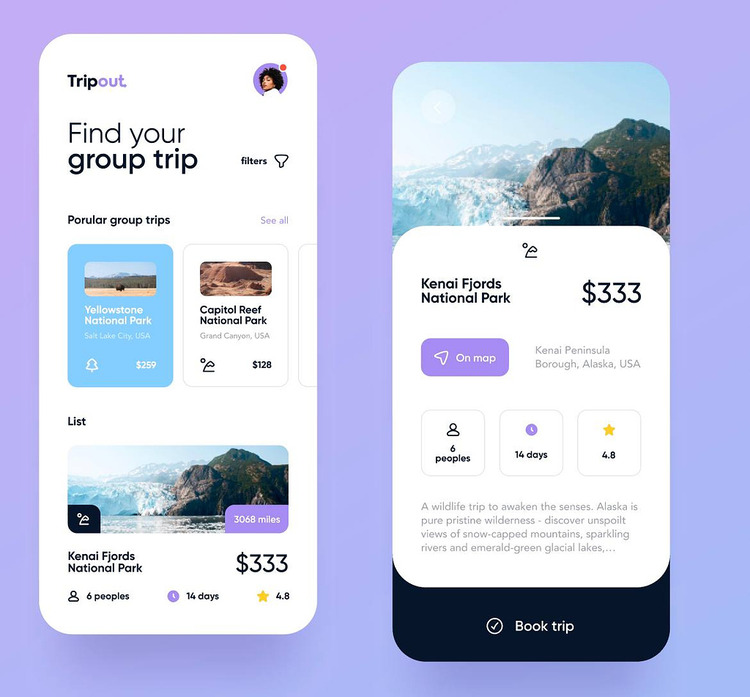 Tripout.
Find your
group trip
filters
Porular group trips
See all
Yellowstone
National Park
Salt Lake City, USA
$259
Capitol Reef
National Park
Grand Canyon, USA
$128
List
3068 miles
Kenai Fjords
National Park
$333
6 peoples
14 days
4.8
Kenai Fjords
National Park
$333
On map
Kenai Peninsula
Borough, Alaska, USA
6
peoples
14 days
4.8
A wildlife trip to awaken the senses. Alaska is
pure pristine wilderness - discover unspoilt
views of snow-capped mountains, sparkling
rivers and emerald-green glacial lakes,...
Book trip